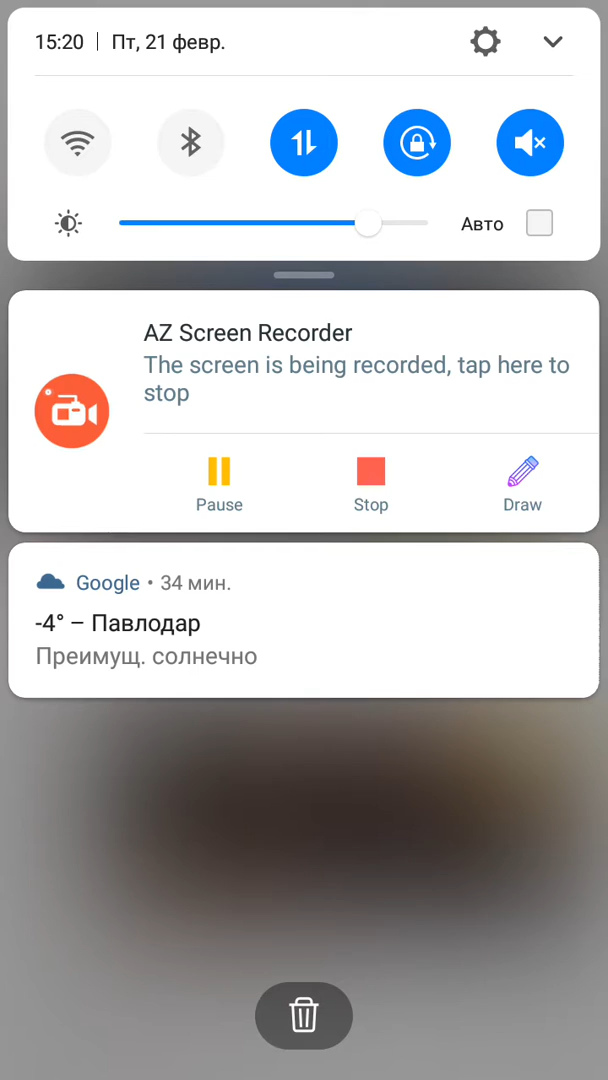 15:20 | Пт, 21 февр.
Авто
AZ Screen Recorder
The screen is being recorded, tap here to
stop
Pause Stop Draw
Google • 34 мин.
-4° – Павлодар
Преимущ. солнечно